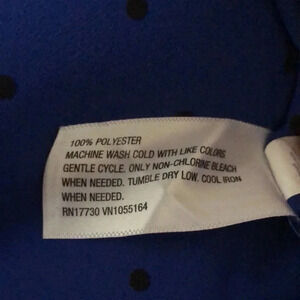 100% POLYESTER
MACHINE WASH COLD WITH LIKE COLORS
GENTLE CYCLE. ONLY NON-CHLORINE BLEACH
WHEN NEEDED. TUMBLE DRY LOW. COOL IRON
WHEN NEEDED.
RN17730 VN1055164